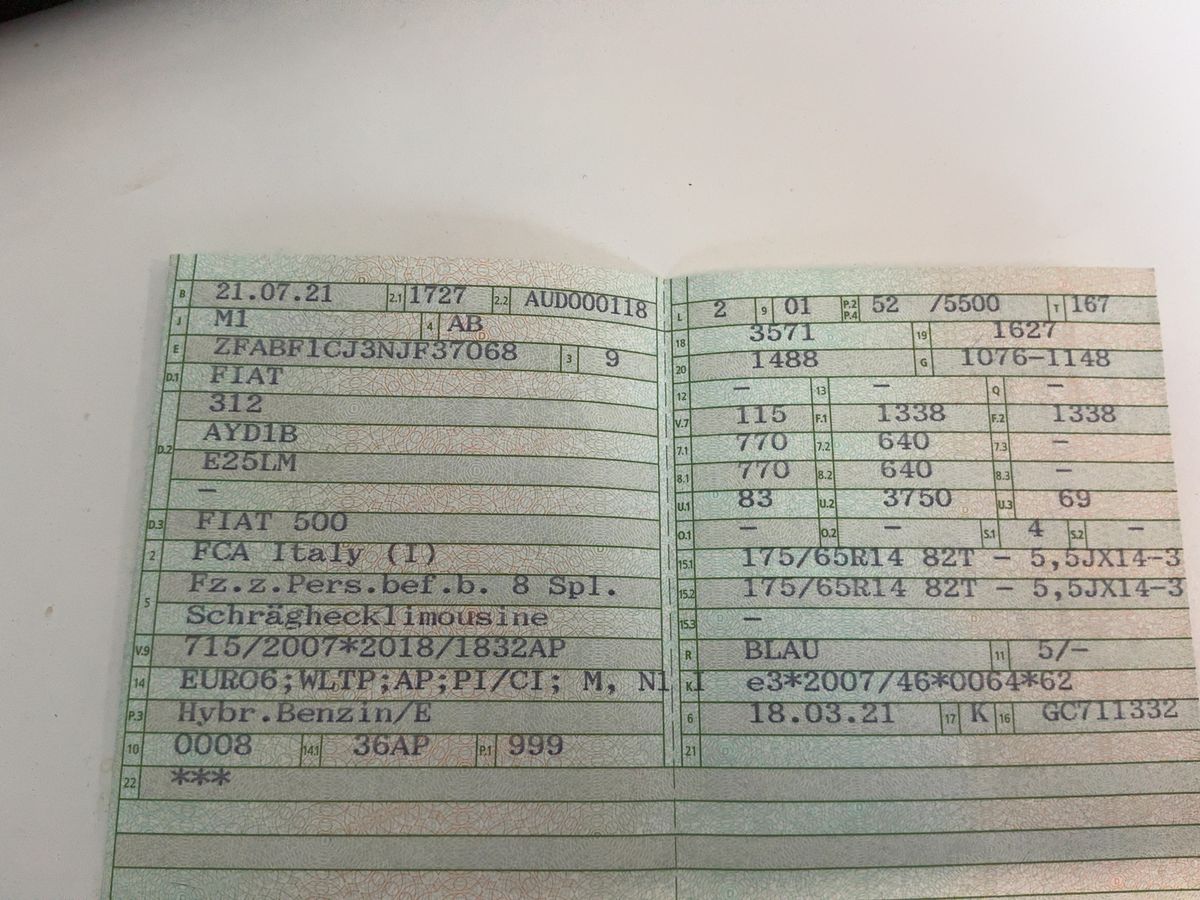 B 21.07.21 2.1 1727 2.2 AUD000118
J M1 4 AB
E ZFABF1CJ3NJF37068 3 9
D.1 FIAT
312
D.2 AYD1B
E25LM
–
D.3 FIAT 500
2 FCA Italy (I)
5 Fz.z.Pers.bef.b. 8 Spl.
Schräghecklimousine
V.9 715/2007*2018/1832AP
14 EURO6;WLTP;AP;PI/CI; M, N1 I
P.3 Hybr.Benzin/E
10 0008 14.1 36AP P.1 999
22 ***
L 2 9 01 P.2 P.4 52 /5500 T 167
18 3571 19 1627
20 1488 G 1076-1148
12 – 13 – Q –
V.7 115 F.1 1338 F.2 1338
7.1 770 7.2 640 7.3 –
8.1 770 8.2 640 8.3 –
U.1 83 U.2 3750 U.3 69
O.1 – O.2 – S.1 4 S.2 –
15.1 175/65R14 82T – 5,5JX14-3
15.2 175/65R14 82T – 5,5JX14-3
15.3 –
R BLAU 11 5/–
K e3*2007/46*0064*62
6 18.03.21 17 K 16 GC711332
21